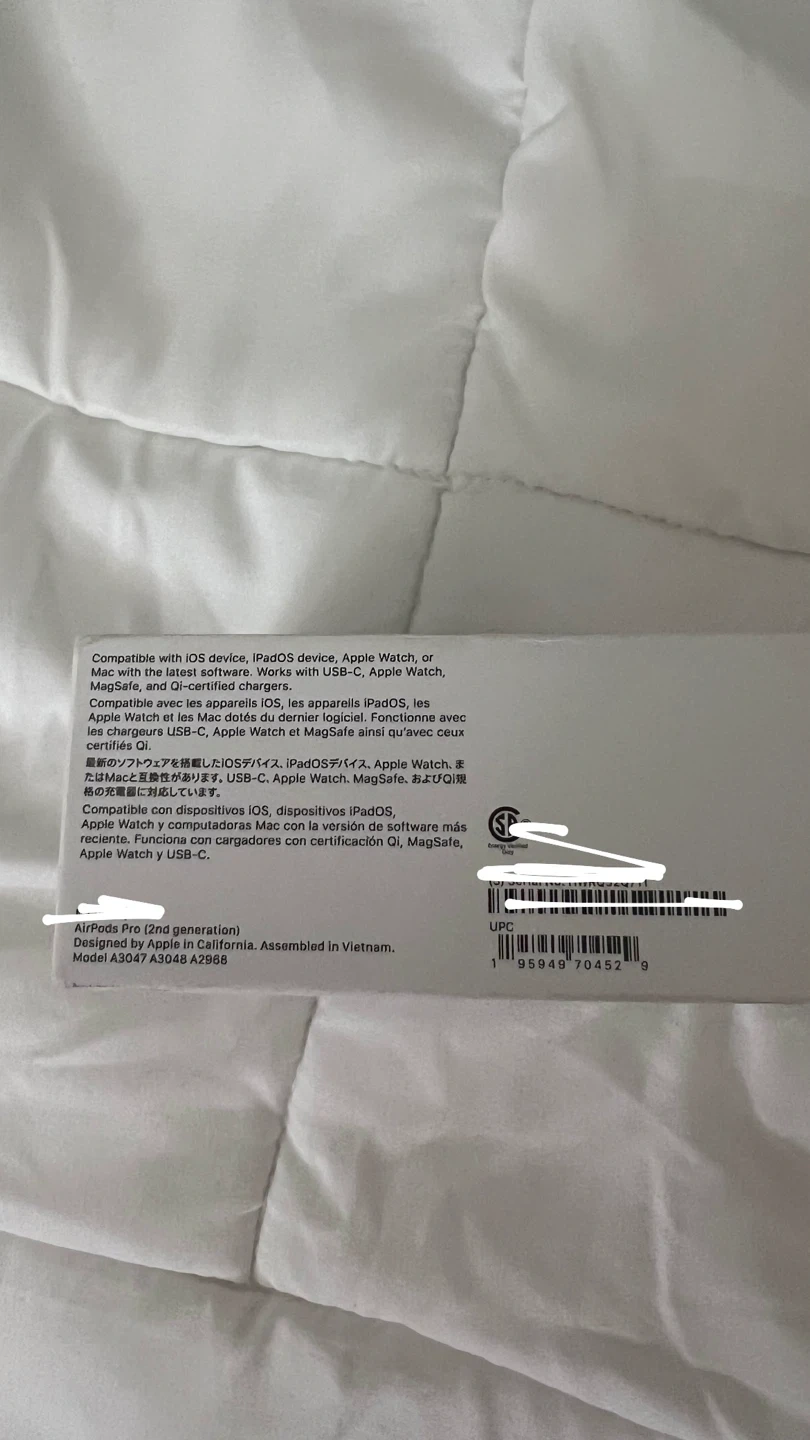 Compatible with iOS device, iPadOS device, Apple Watch, or
Mac with the latest software. Works with USB-C, Apple Watch,
MagSafe, and Qi-certified chargers.
Compatible avec les appareils iOS, les appareils iPadOS, les
Apple Watch et les Mac dotés du dernier logiciel. Fonctionne avec
les chargeurs USB-C, Apple Watch et MagSafe ainsi qu'avec ceux
certifiés Qi.
最新のソフトウェアを搭載したiOSデバイス、iPadOSデバイス、Apple Watch、ま
たはMacと互換性があります。USB-C、Apple Watch、MagSafe、およびQi規
格の充電器に対応しています。
Compatible con dispositivos iOS, dispositivos iPadOS,
Apple Watch y computadoras Mac con la versión de software más
reciente. Funciona con cargadores con certificación Qi, MagSafe,
Apple Watch y USB-C.
Energy Verified
Only
(S) Serial No.
AirPods Pro (2nd generation)
Designed by Apple in California. Assembled in Vietnam.
Model A3047 A3048 A2968
UPC
1 95949 70452 9